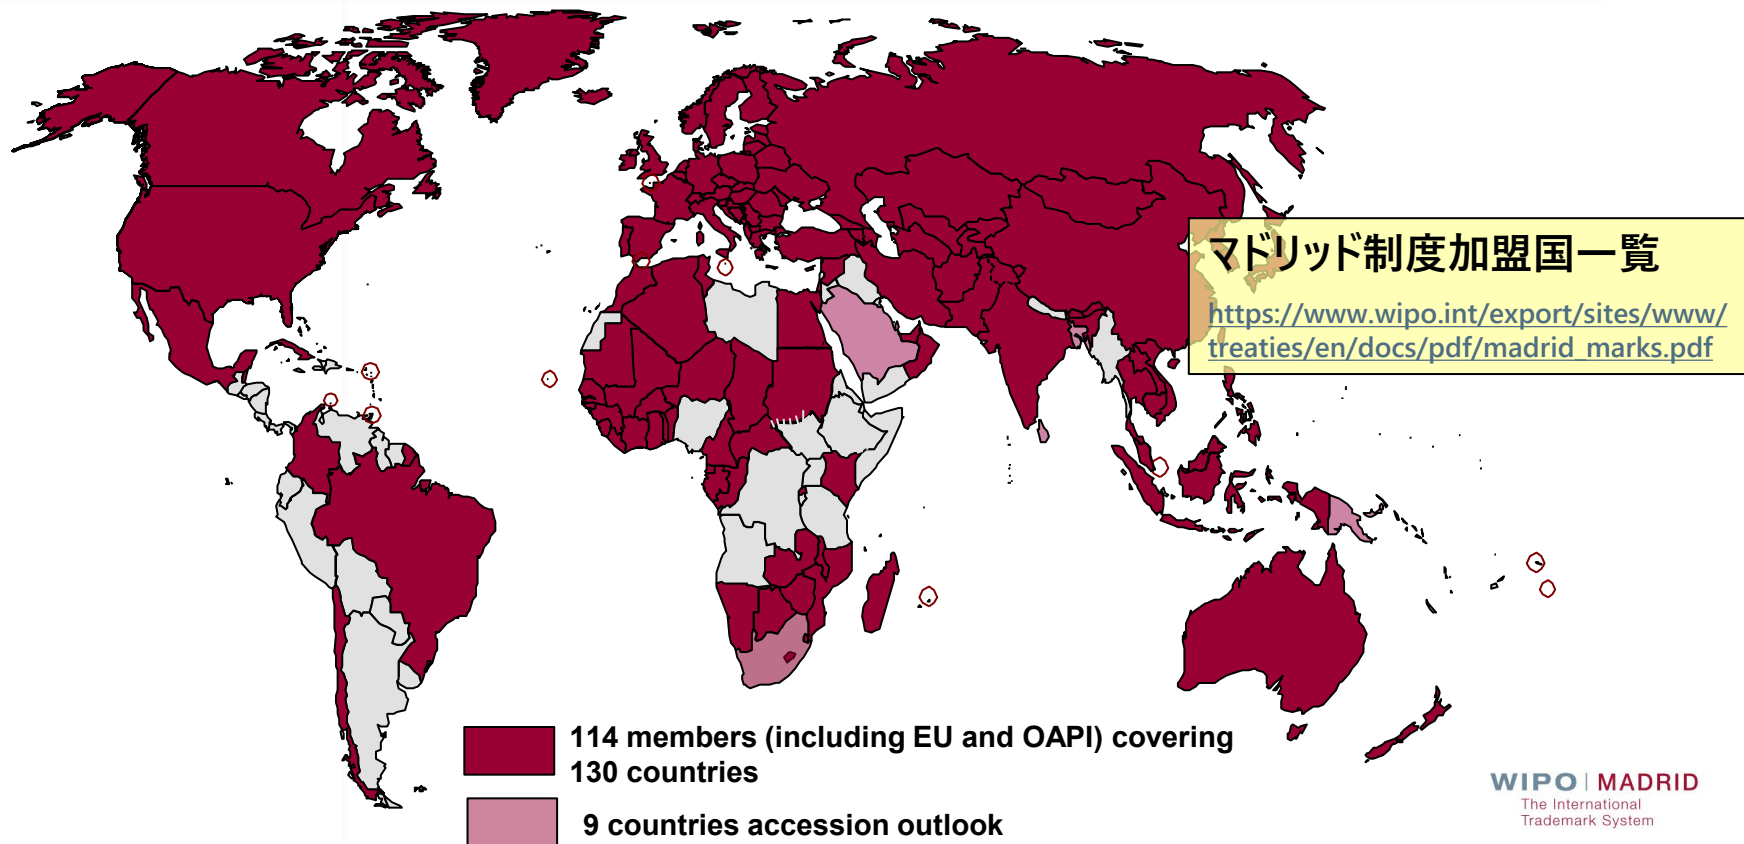 マドリッド制度加盟国一覧
https://www.wipo.int/export/sites/www/
treaties/en/docs/pdf/madrid_marks.pdf
114 members (including EU and OAPI) covering
130 countries
9 countries accession outlook
WIPO | MADRID
The International
Trademark System